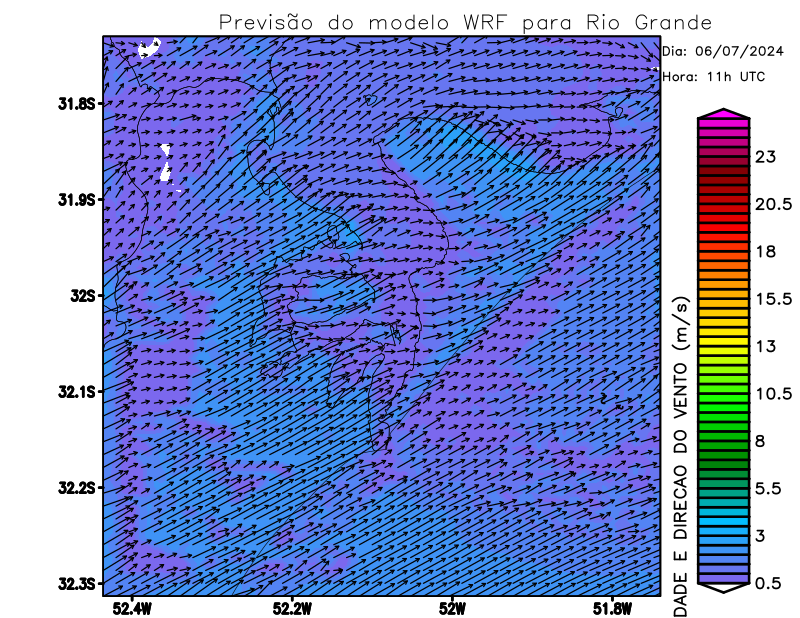 Previsão do modelo WRF para Rio Grande
Dia: 06/07/2024
Hora: 11h UTC
31.8S
31.9S
32S
32.1S
32.2S
32.3S
52.4W
52.2W
52W
51.8W
23
20.5
18
15.5
13
10.5
8
5.5
3
0.5
DADE E DIRECAO DO VENTO (m/s)